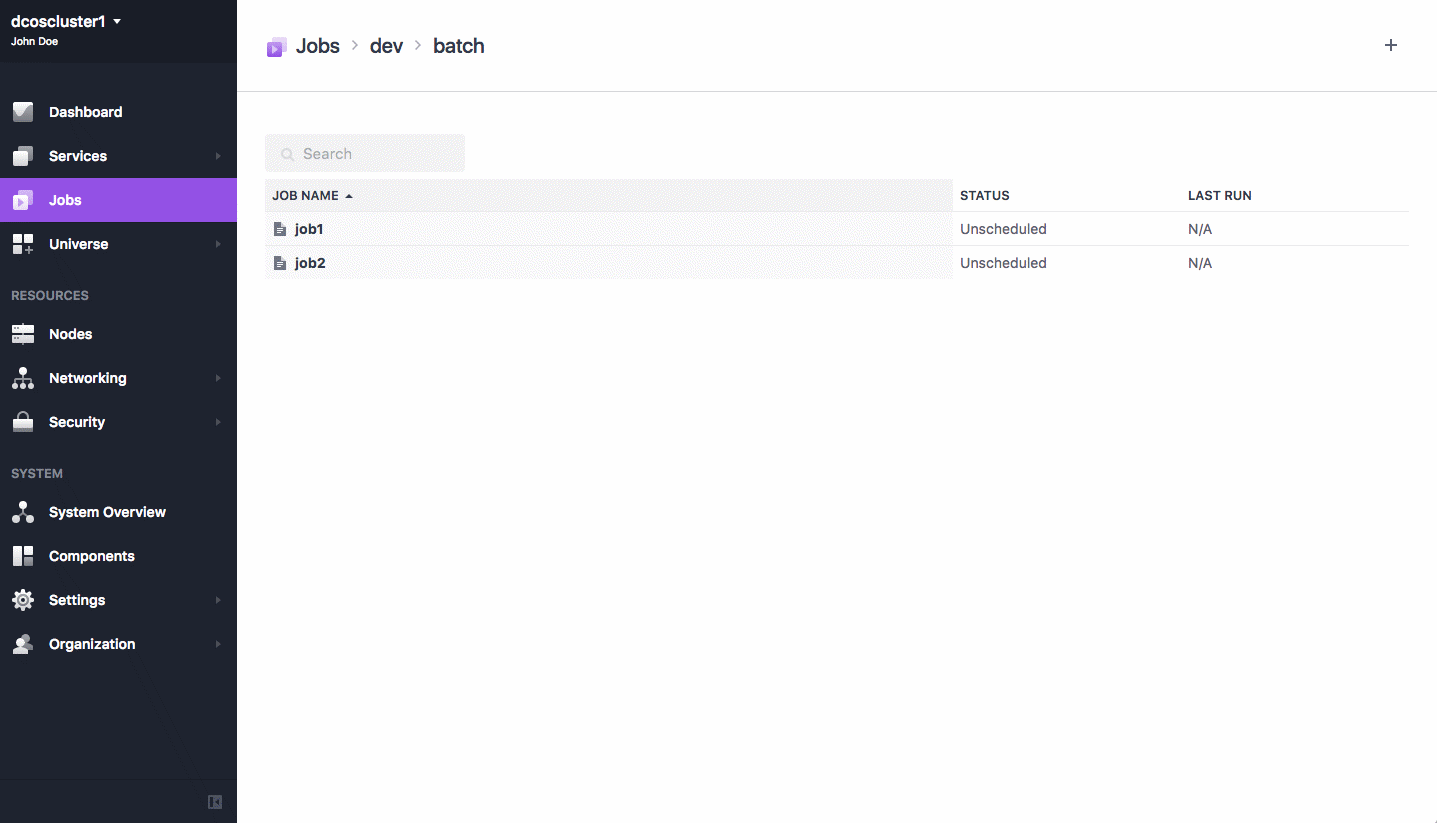 dcoscluster1
John Doe
Dashboard
Services
Jobs
Universe
RESOURCES
Nodes
Networking
Security
SYSTEM
System Overview
Components
Settings
Organization
Jobs > dev > batch
Search
JOB NAME STATUS LAST RUN
job1 Unscheduled N/A
job2 Unscheduled N/A